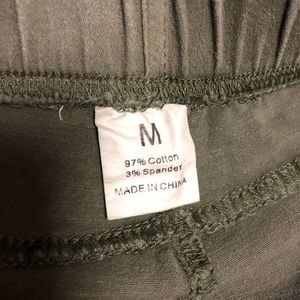 M
97% Cotton
3% Spandex
MADE IN CHINA